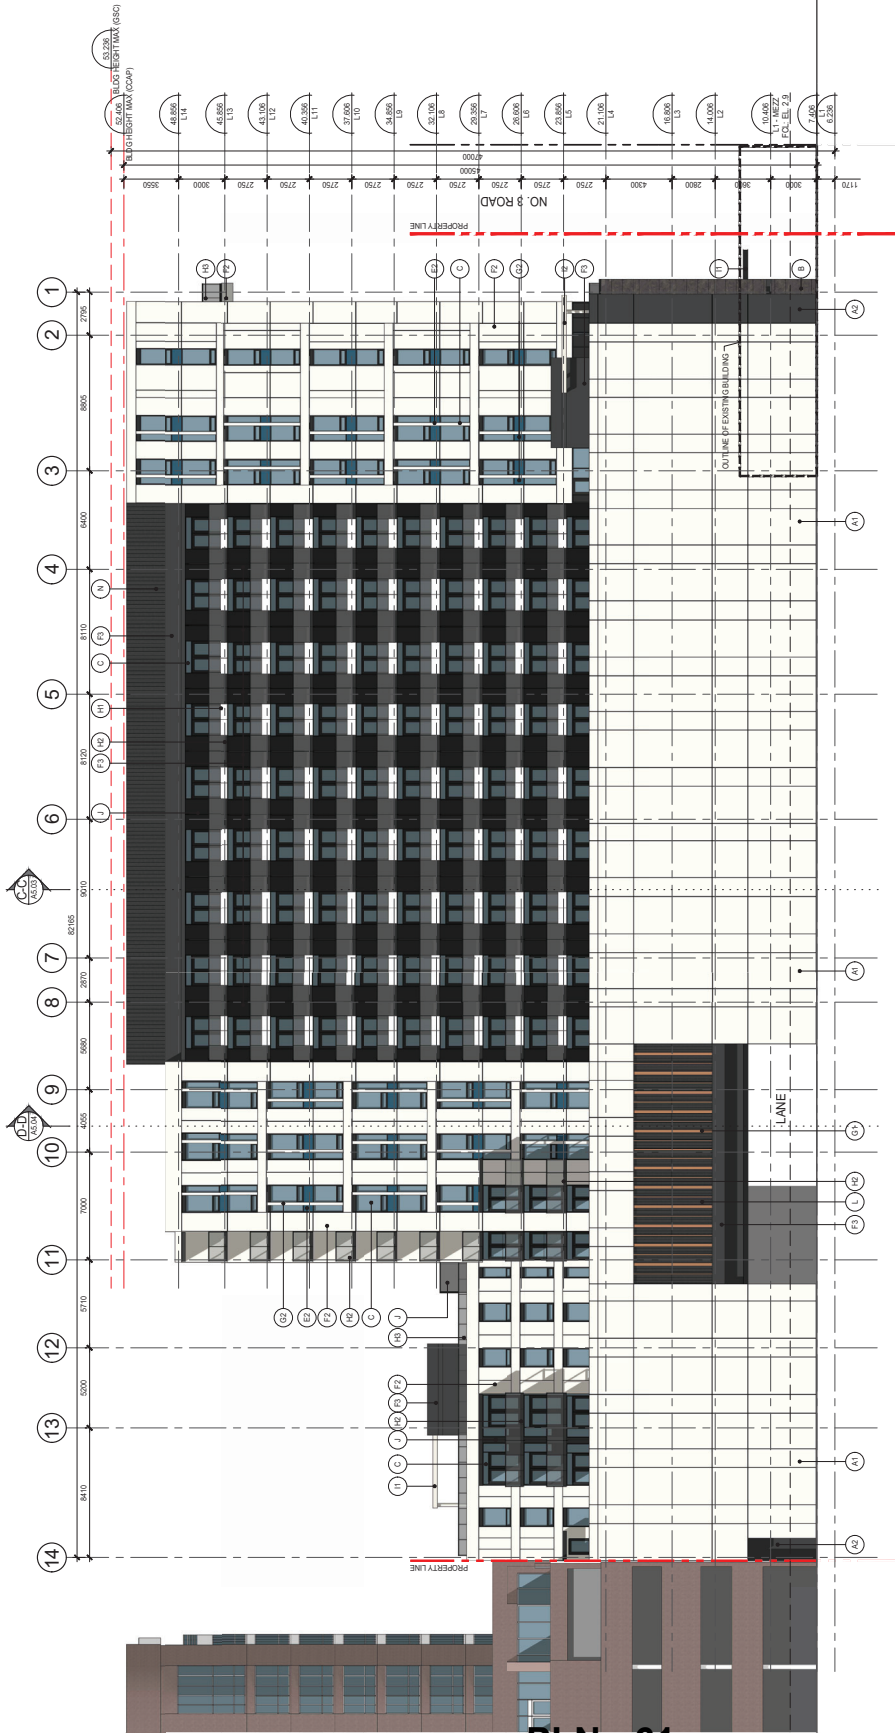 53.236
BLDG HEIGHT MAX (GSC)
52.406
BLDG HEIGHT MAX (CCAP)
48.856
L14
45.856
L13
43.106
L12
40.356
L11
37.606
L10
34.856
L9
32.106
L8
29.356
L7
26.606
L6
23.856
L5
21.106
L4
16.806
L3
14.006
L2
10.406
L1 - MEZZ
FCL: EL 2.9
7.406
L1
6.236
47000
45000
3550
3000
2750
2750
2750
2750
2750
2750
2750
2750
2750
4300
2800
3600
3000
1170
NO. 3 ROAD
PROPERTY LINE
H3
F2
E2
C
F2
G2
I2
F3
I1
B
A2
1
2795
2
8805
3
6400
4
8110
5
8120
6
9010
7
2870
8
5680
9
4055
10
7000
11
5710
12
5200
13
8410
14
82165
C-C
A5.03
D-D
A5.04
N
F3
C
H1
H2
F3
J
OUTLINE OF EXISTING BUILDING
A1
A1
LANE
G1
H2
L
F3
G2
E2
F2
H2
C
J
H3
F2
F3
H2
J
C
I1
A1
A2
PROPERTY LINE